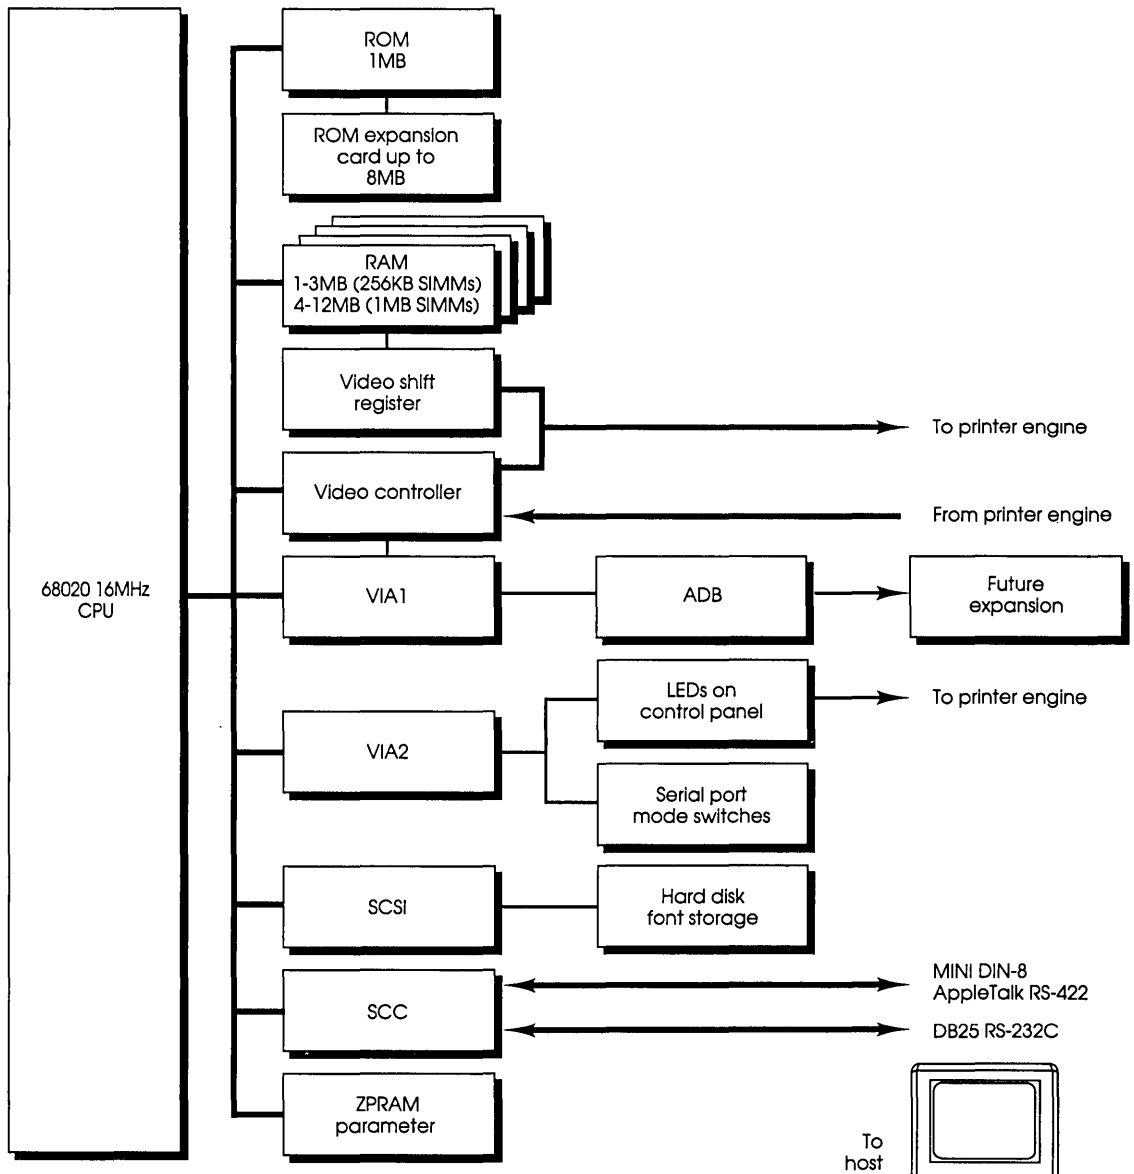 ROM
1MB
ROM expansion
card up to
8MB
RAM
1-3MB (256KB SIMMs)
4-12MB (1MB SIMMs)
Video shift
register
To printer engine
Video controller
From printer engine
68020 16MHz
CPU
VIA1
ADB
Future
expansion
LEDs on
control panel
To printer engine
VIA2
Serial port
mode switches
SCSI
Hard disk
font storage
SCC
MINI DIN-8
AppleTalk RS-422
DB25 RS-232C
ZPRAM
parameter
To
host